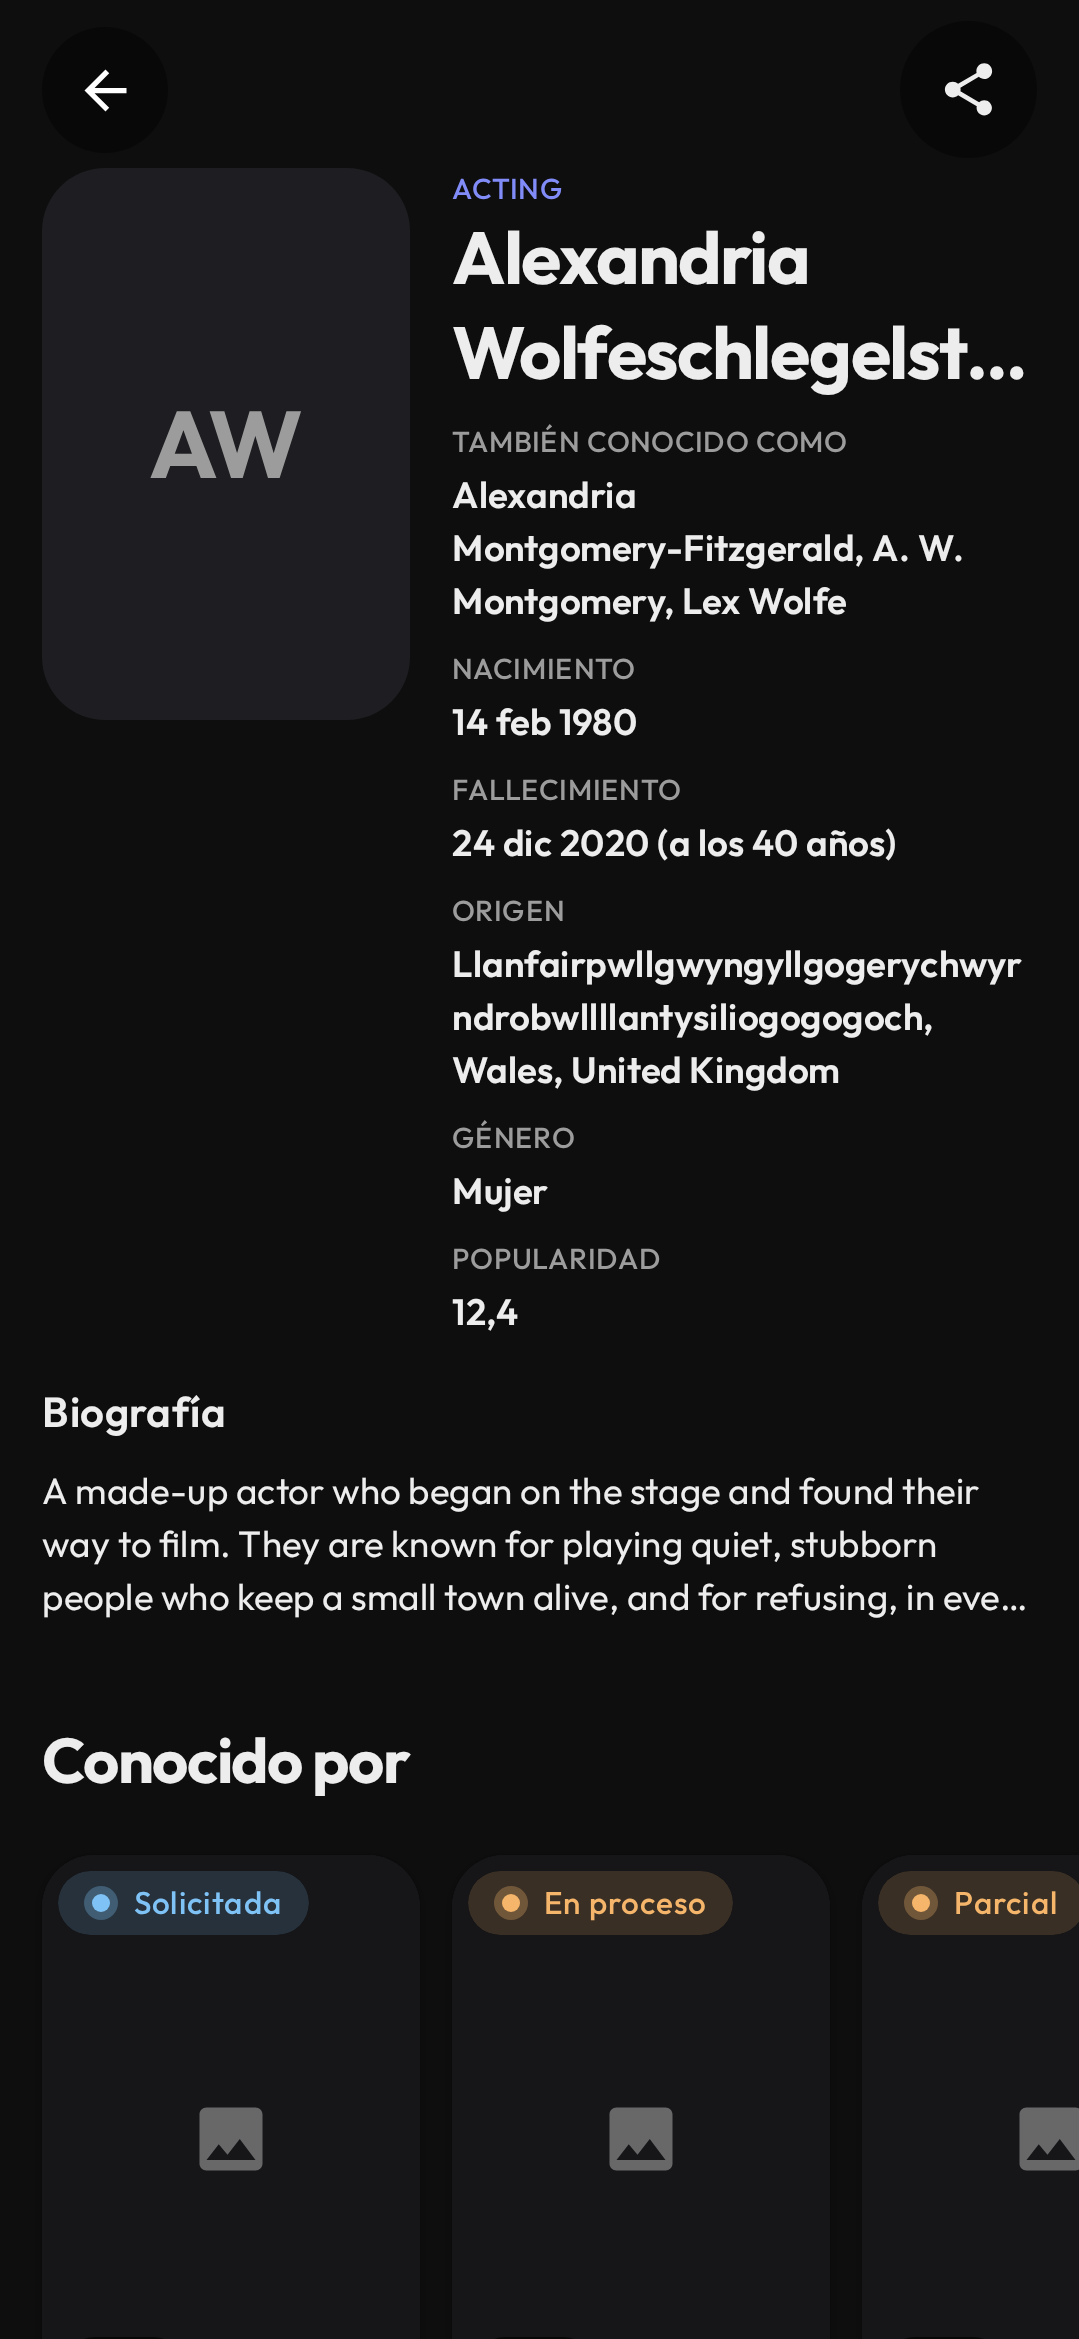 ACTING
Alexandria
Wolfeschlegelst...
TAMBIÉN CONOCIDO COMO
Alexandria
Montgomery-Fitzgerald, A. W.
Montgomery, Lex Wolfe
NACIMIENTO
14 feb 1980
FALLECIMIENTO
24 dic 2020 (a los 40 años)
ORIGEN
Llanfairpwllgwyngyllgogerychwyr
ndrobwllllantysiliogogogoch,
Wales, United Kingdom
GÉNERO
Mujer
POPULARIDAD
12,4
AW
Biografía
A made-up actor who began on the stage and found their
way to film. They are known for playing quiet, stubborn
people who keep a small town alive, and for refusing, in eve...
Conocido por
Solicitada
En proceso
Parcial